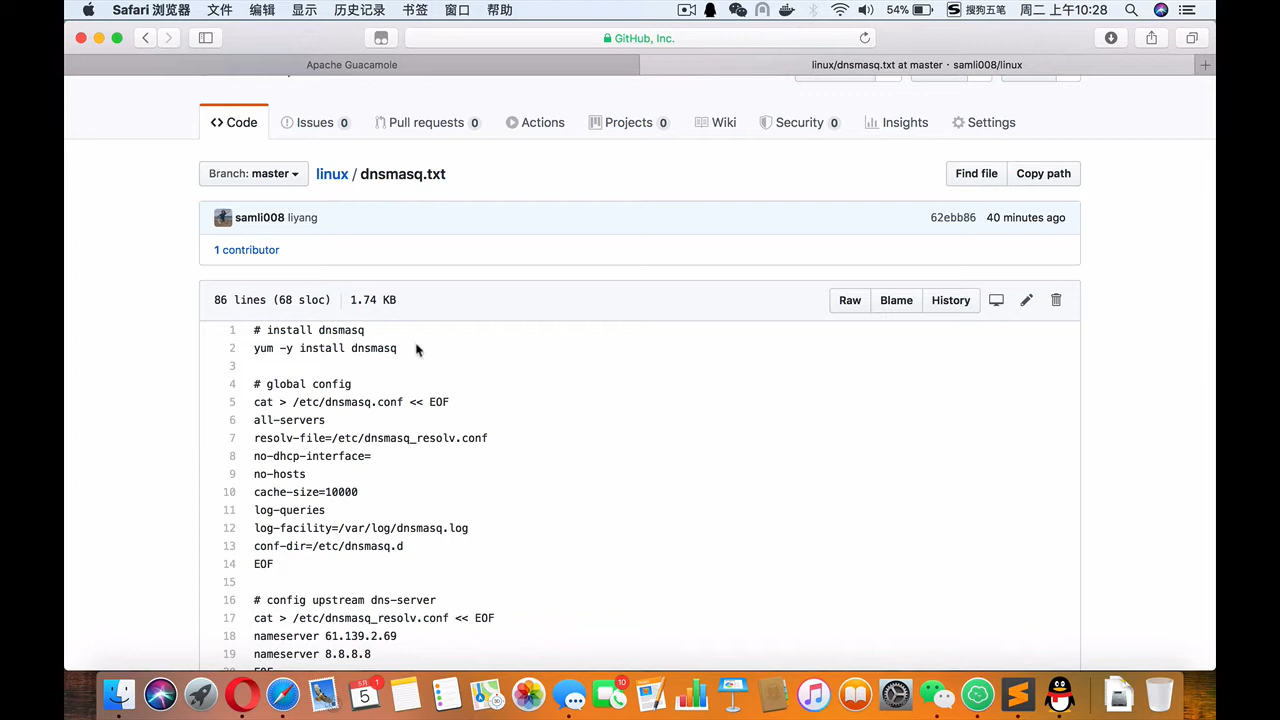 Safari 浏览器 文件 编辑 显示 历史记录 书签 窗口 帮助 54% 搜狗五笔 周二 上午10:28
GitHub, Inc.
Apache Guacamole
linux/dnsmasq.txt at master · samli008/linux
Code Issues 0 Pull requests 0 Actions Projects 0 Wiki Security 0 Insights Settings
Branch: master linux / dnsmasq.txt Find file Copy path
samli008 liyang 62ebb86 40 minutes ago
1 contributor
86 lines (68 sloc) 1.74 KB Raw Blame History
1 # install dnsmasq
2 yum -y install dnsmasq
3
4 # global config
5 cat > /etc/dnsmasq.conf << EOF
6 all-servers
7 resolv-file=/etc/dnsmasq_resolv.conf
8 no-dhcp-interface=
9 no-hosts
10 cache-size=10000
11 log-queries
12 log-facility=/var/log/dnsmasq.log
13 conf-dir=/etc/dnsmasq.d
14 EOF
15
16 # config upstream dns-server
17 cat > /etc/dnsmasq_resolv.conf << EOF
18 nameserver 61.139.2.69
19 nameserver 8.8.8.8
20 EOF
5月 5 1 10